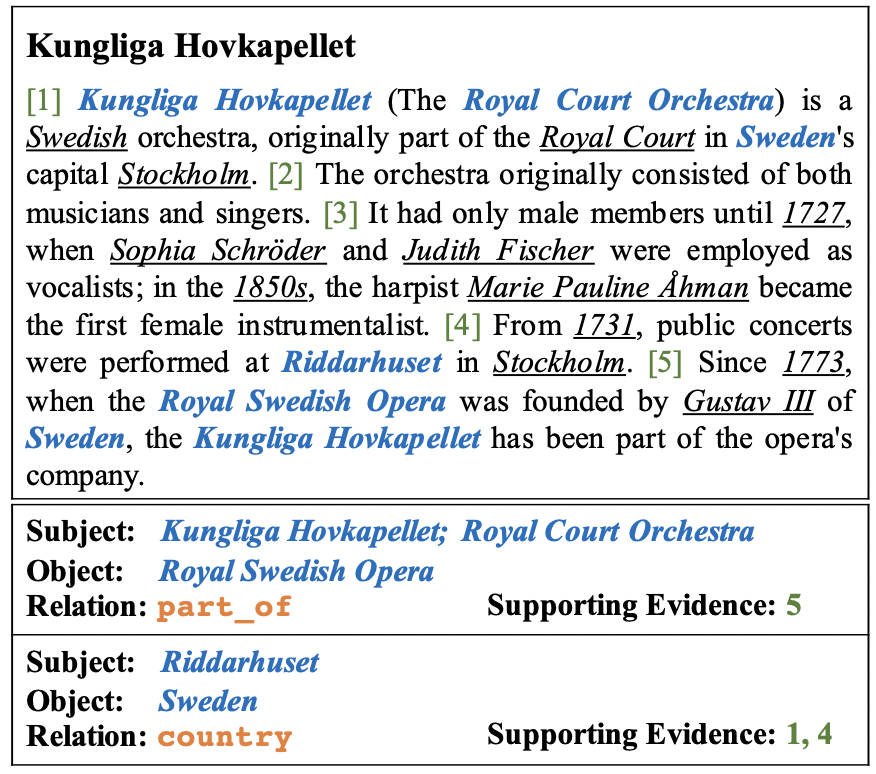 Kungliga Hovkapellet
[1] Kungliga Hovkapellet (The Royal Court Orchestra) is a
Swedish orchestra, originally part of the Royal Court in Sweden's
capital Stockholm. [2] The orchestra originally consisted of both
musicians and singers. [3] It had only male members until 1727,
when Sophia Schröder and Judith Fischer were employed as
vocalists; in the 1850s, the harpist Marie Pauline Åhman became
the first female instrumentalist. [4] From 1731, public concerts
were performed at Riddarhuset in Stockholm. [5] Since 1773,
when the Royal Swedish Opera was founded by Gustav III of
Sweden, the Kungliga Hovkapellet has been part of the opera's
company.
Subject: Kungliga Hovkapellet; Royal Court Orchestra
Object: Royal Swedish Opera
Relation: part_of Supporting Evidence: 5
Subject: Riddarhuset
Object: Sweden
Relation: country Supporting Evidence: 1, 4